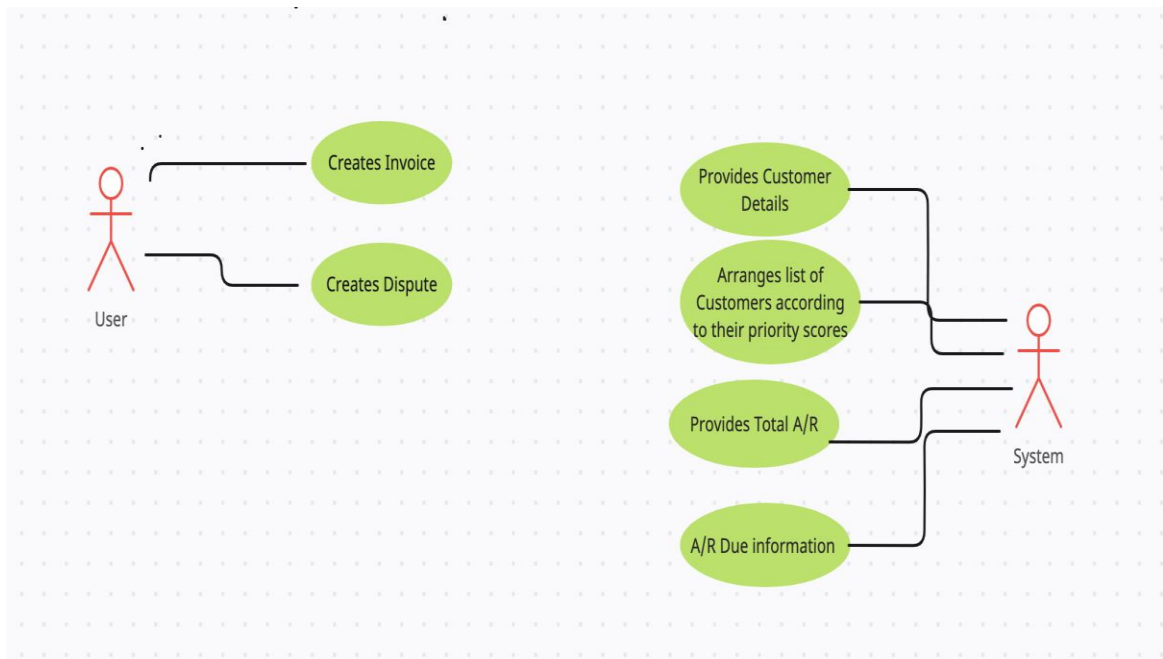 Creates Invoice
Creates Dispute
User
Provides Customer
Details
Arranges list of
Customers according
to their priority scores
Provides Total A/R
A/R Due information
System